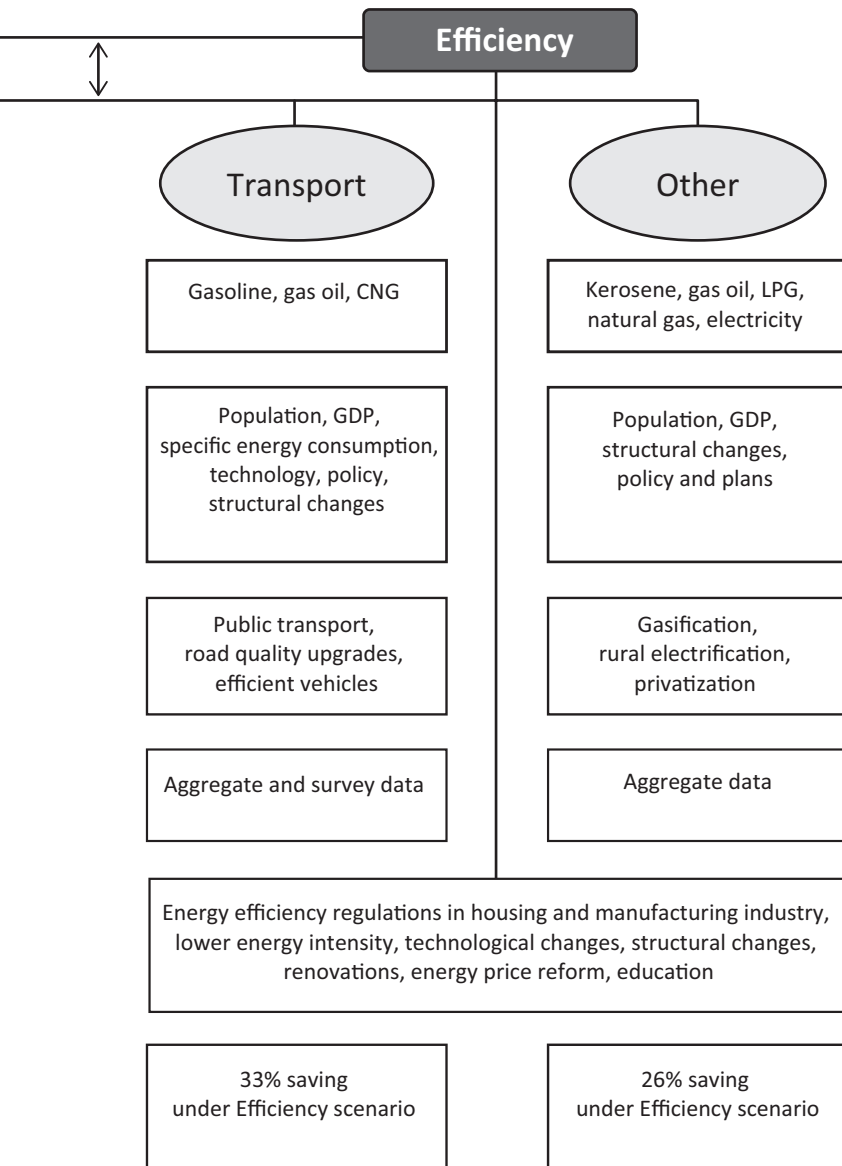 Efficiency
Transport
Other
Gasoline, gas oil, CNG
Kerosene, gas oil, LPG,
natural gas, electricity
Population, GDP,
specific energy consumption,
technology, policy,
structural changes
Population, GDP,
structural changes,
policy and plans
Public transport,
road quality upgrades,
efficient vehicles
Gasification,
rural electrification,
privatization
Aggregate and survey data
Aggregate data
Energy efficiency regulations in housing and manufacturing industry,
lower energy intensity, technological changes, structural changes,
renovations, energy price reform, education
33% saving
under Efficiency scenario
26% saving
under Efficiency scenario